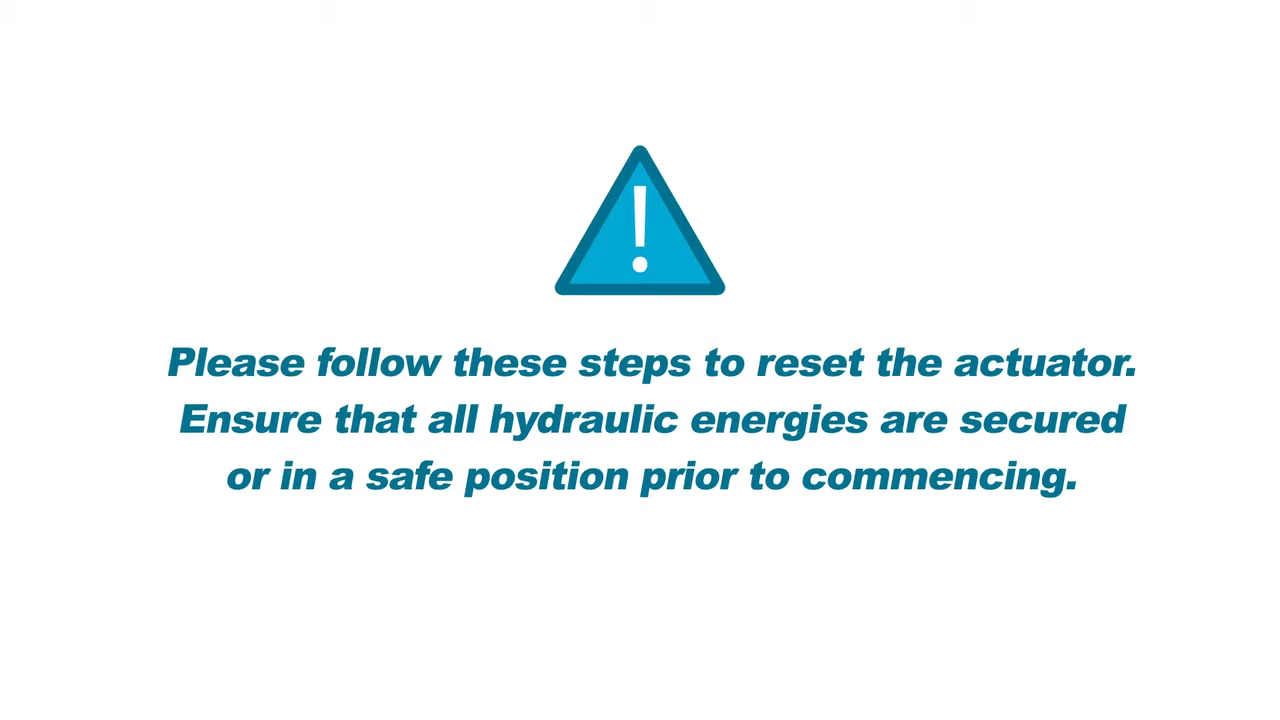 !
Please follow these steps to reset the actuator.
Ensure that all hydraulic energies are secured
or in a safe position prior to commencing.